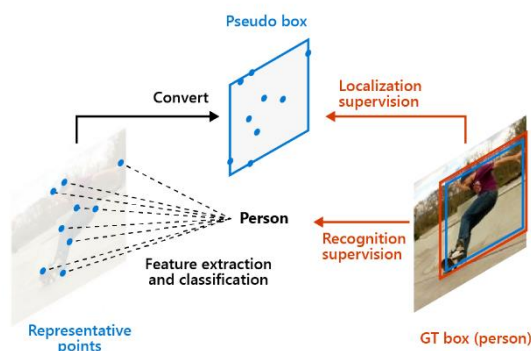 Pseudo box
Convert
Localization
supervision
Person
Feature extraction
and classification
Recognition
supervision
Representative
points
GT box (person)